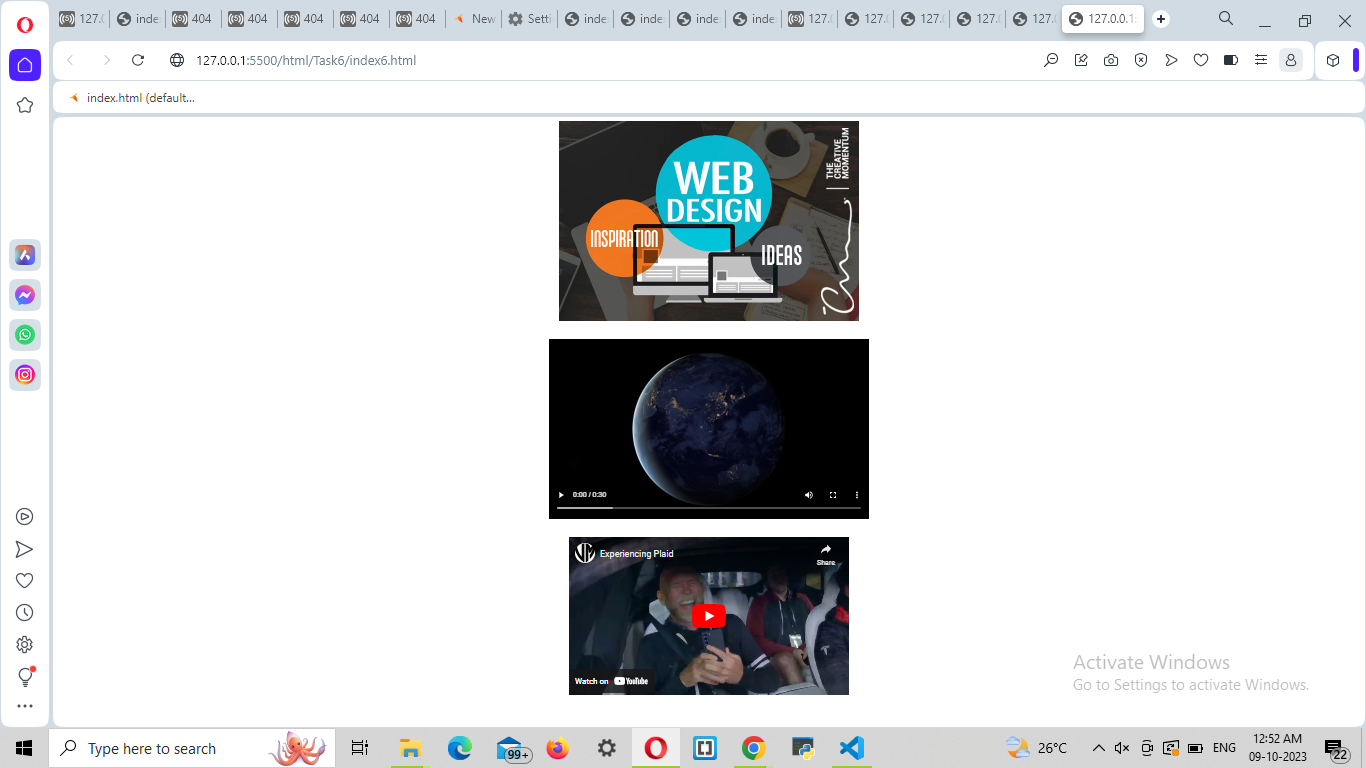 127.0
inde
404
404
404
404
404
New
Setti
inde
inde
inde
inde
127.0
127.0
127.0
127.0
127.0
127.0.0.1:
127.0.0.1:5500/html/Task6/index6.html
index.html (default...
THE
CREATIVE
MOMENTUM
WEB
DESIGN
INSPIRATION
IDEAS
0:00 / 0:30
Experiencing Plaid
Share
Watch on YouTube
Activate Windows
Go to Settings to activate Windows.
Type here to search
99+
26°C
ENG
12:52 AM
09-10-2023
22